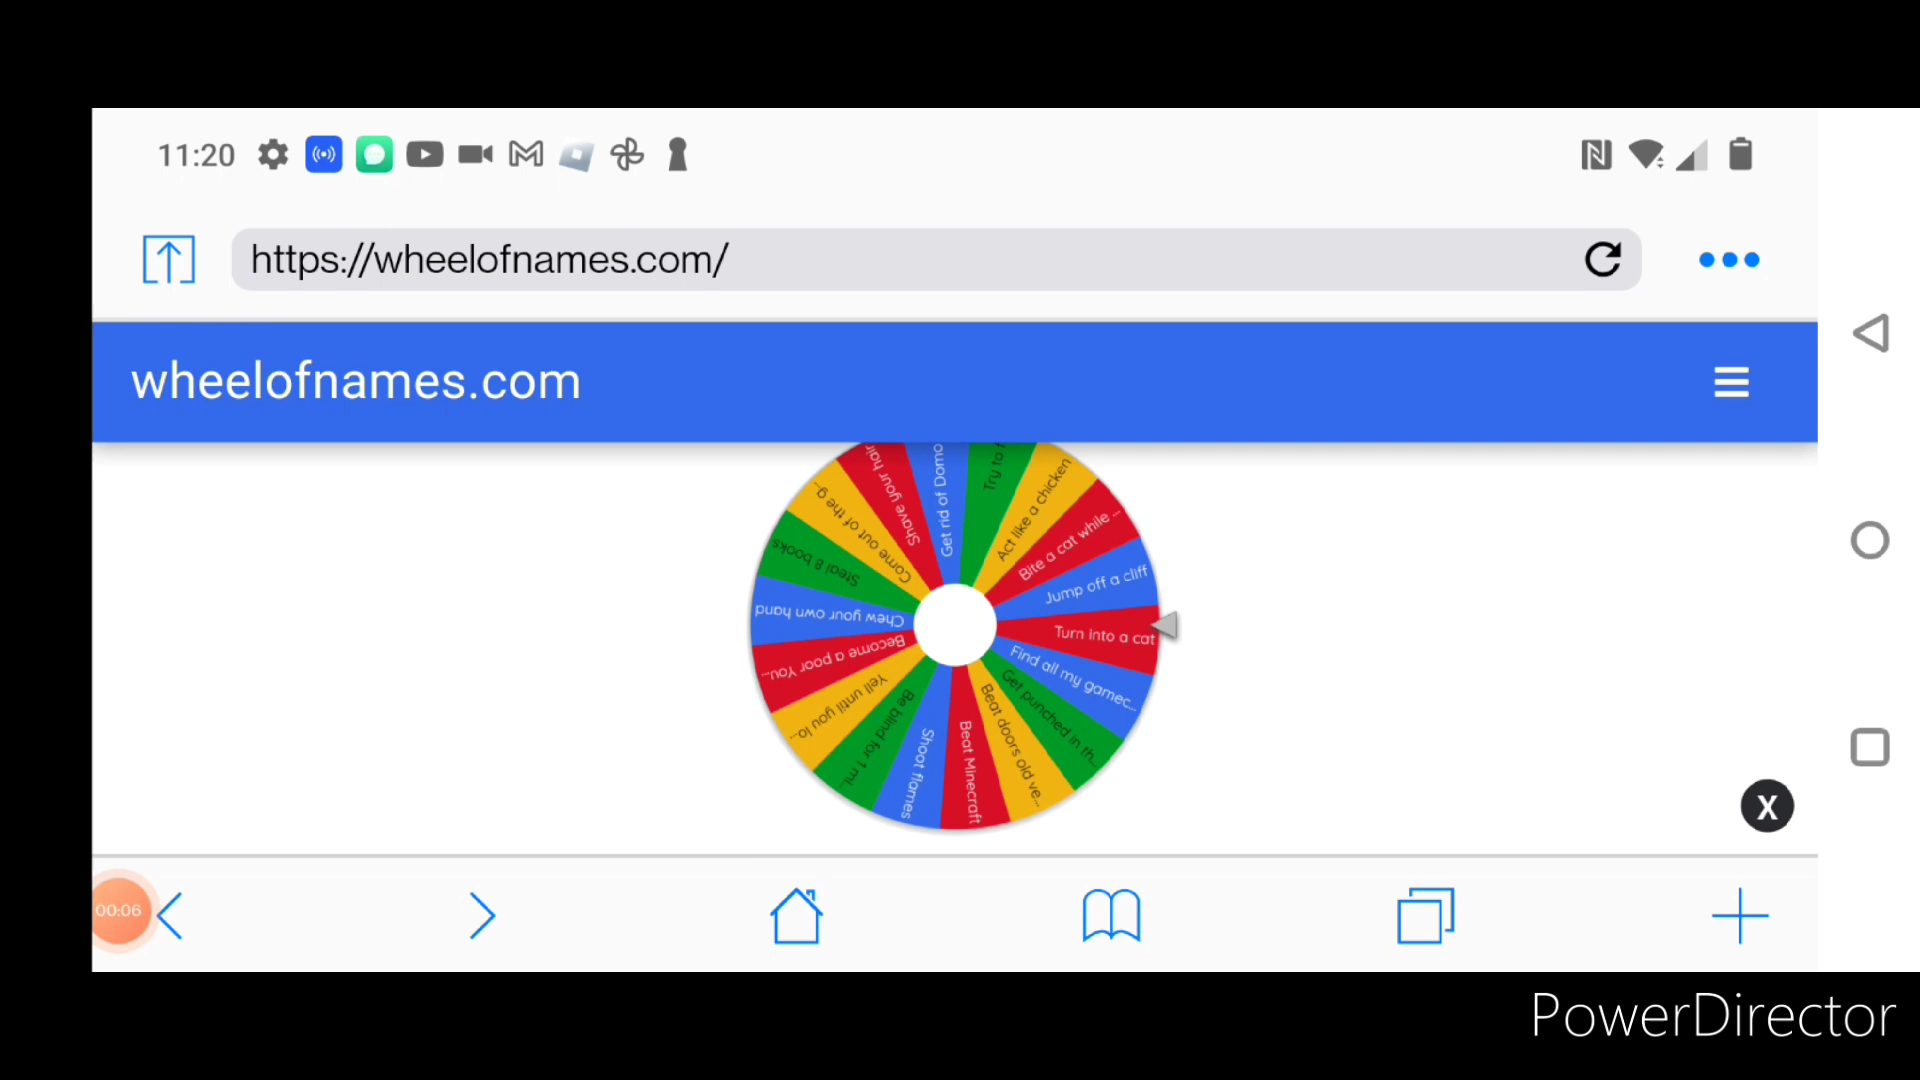 11:20
https://wheelofnames.com/
wheelofnames.com
Get rid of Domo
Try to
Act like a chicken
Bite a cat while ...
Jump off a cliff
Turn into a cat
Find all my gamec...
Get punched in th...
Beat doors old ve...
Beat Minecraft
Shoot flames
Be blind for 1 mi...
Yell until you lo...
Become a poor You...
Chew your own hand
Steal 8 books
Come out of the g...
Shave your hair
X
00:06
PowerDirector